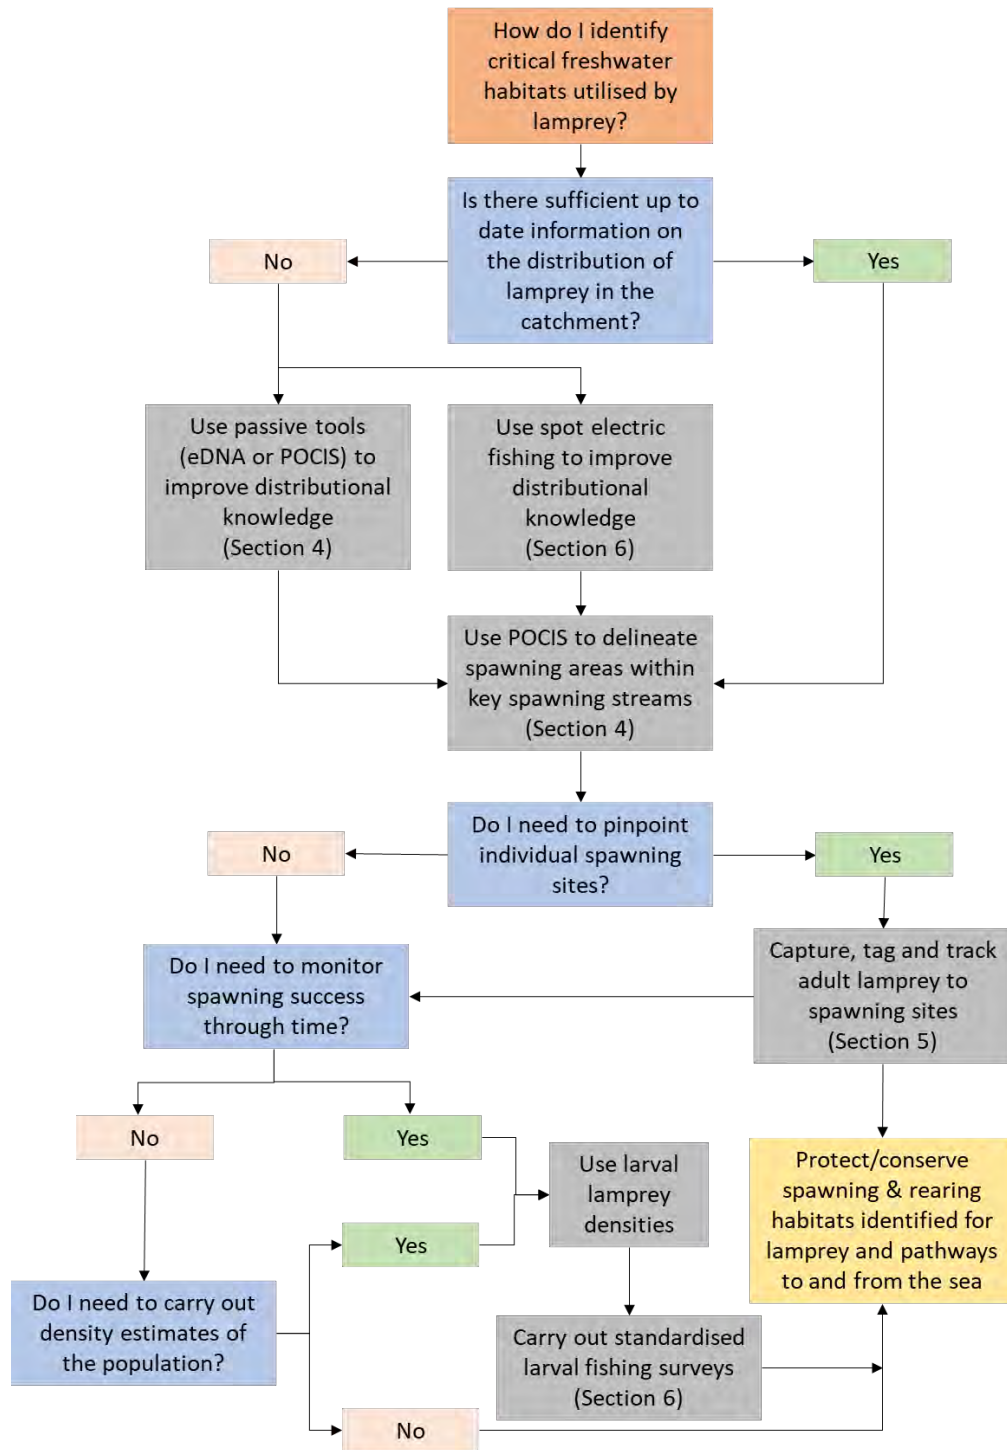 How do I identify
critical freshwater
habitats utilised by
lamprey?
Is there sufficient up to
date information on
the distribution of
lamprey in the
catchment?
No
Yes
Use passive tools
(eDNA or POCIS) to
improve distributional
knowledge
(Section 4)
Use spot electric
fishing to improve
distributional
knowledge
(Section 6)
Use POCIS to delineate
spawning areas within
key spawning streams
(Section 4)
Do I need to pinpoint
individual spawning
sites?
No
Yes
Do I need to monitor
spawning success
through time?
Capture, tag and track
adult lamprey to
spawning sites
(Section 5)
No
Yes
Use larval
lamprey
densities
Protect/conserve
spawning & rearing
habitats identified for
lamprey and pathways
to and from the sea
Yes
Do I need to carry out
density estimates of
the population?
Carry out standardised
larval fishing surveys
(Section 6)
No